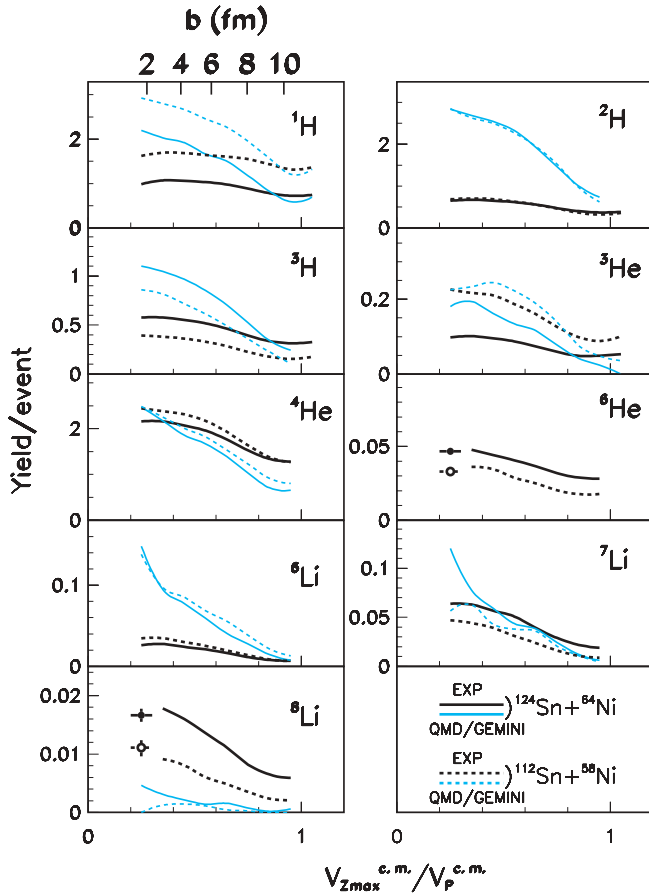 b (fm)
2 4 6 8 10
¹H
²H
2
0
2
0
³H
³He
1
0.5
0
0.2
0
⁴He
⁶He
2
0
0.05
0
⁶Li
⁷Li
0.1
0
0.1
0.05
0
⁸Li
0.02
0.01
0
0 1
0 1
EXP
QMD/GEMINI
)¹²⁴Sn+⁶⁴Ni
EXP
QMD/GEMINI
)¹¹²Sn+⁵⁸Ni
Yield/event
V_Zmax^c.m./V_P^c.m.